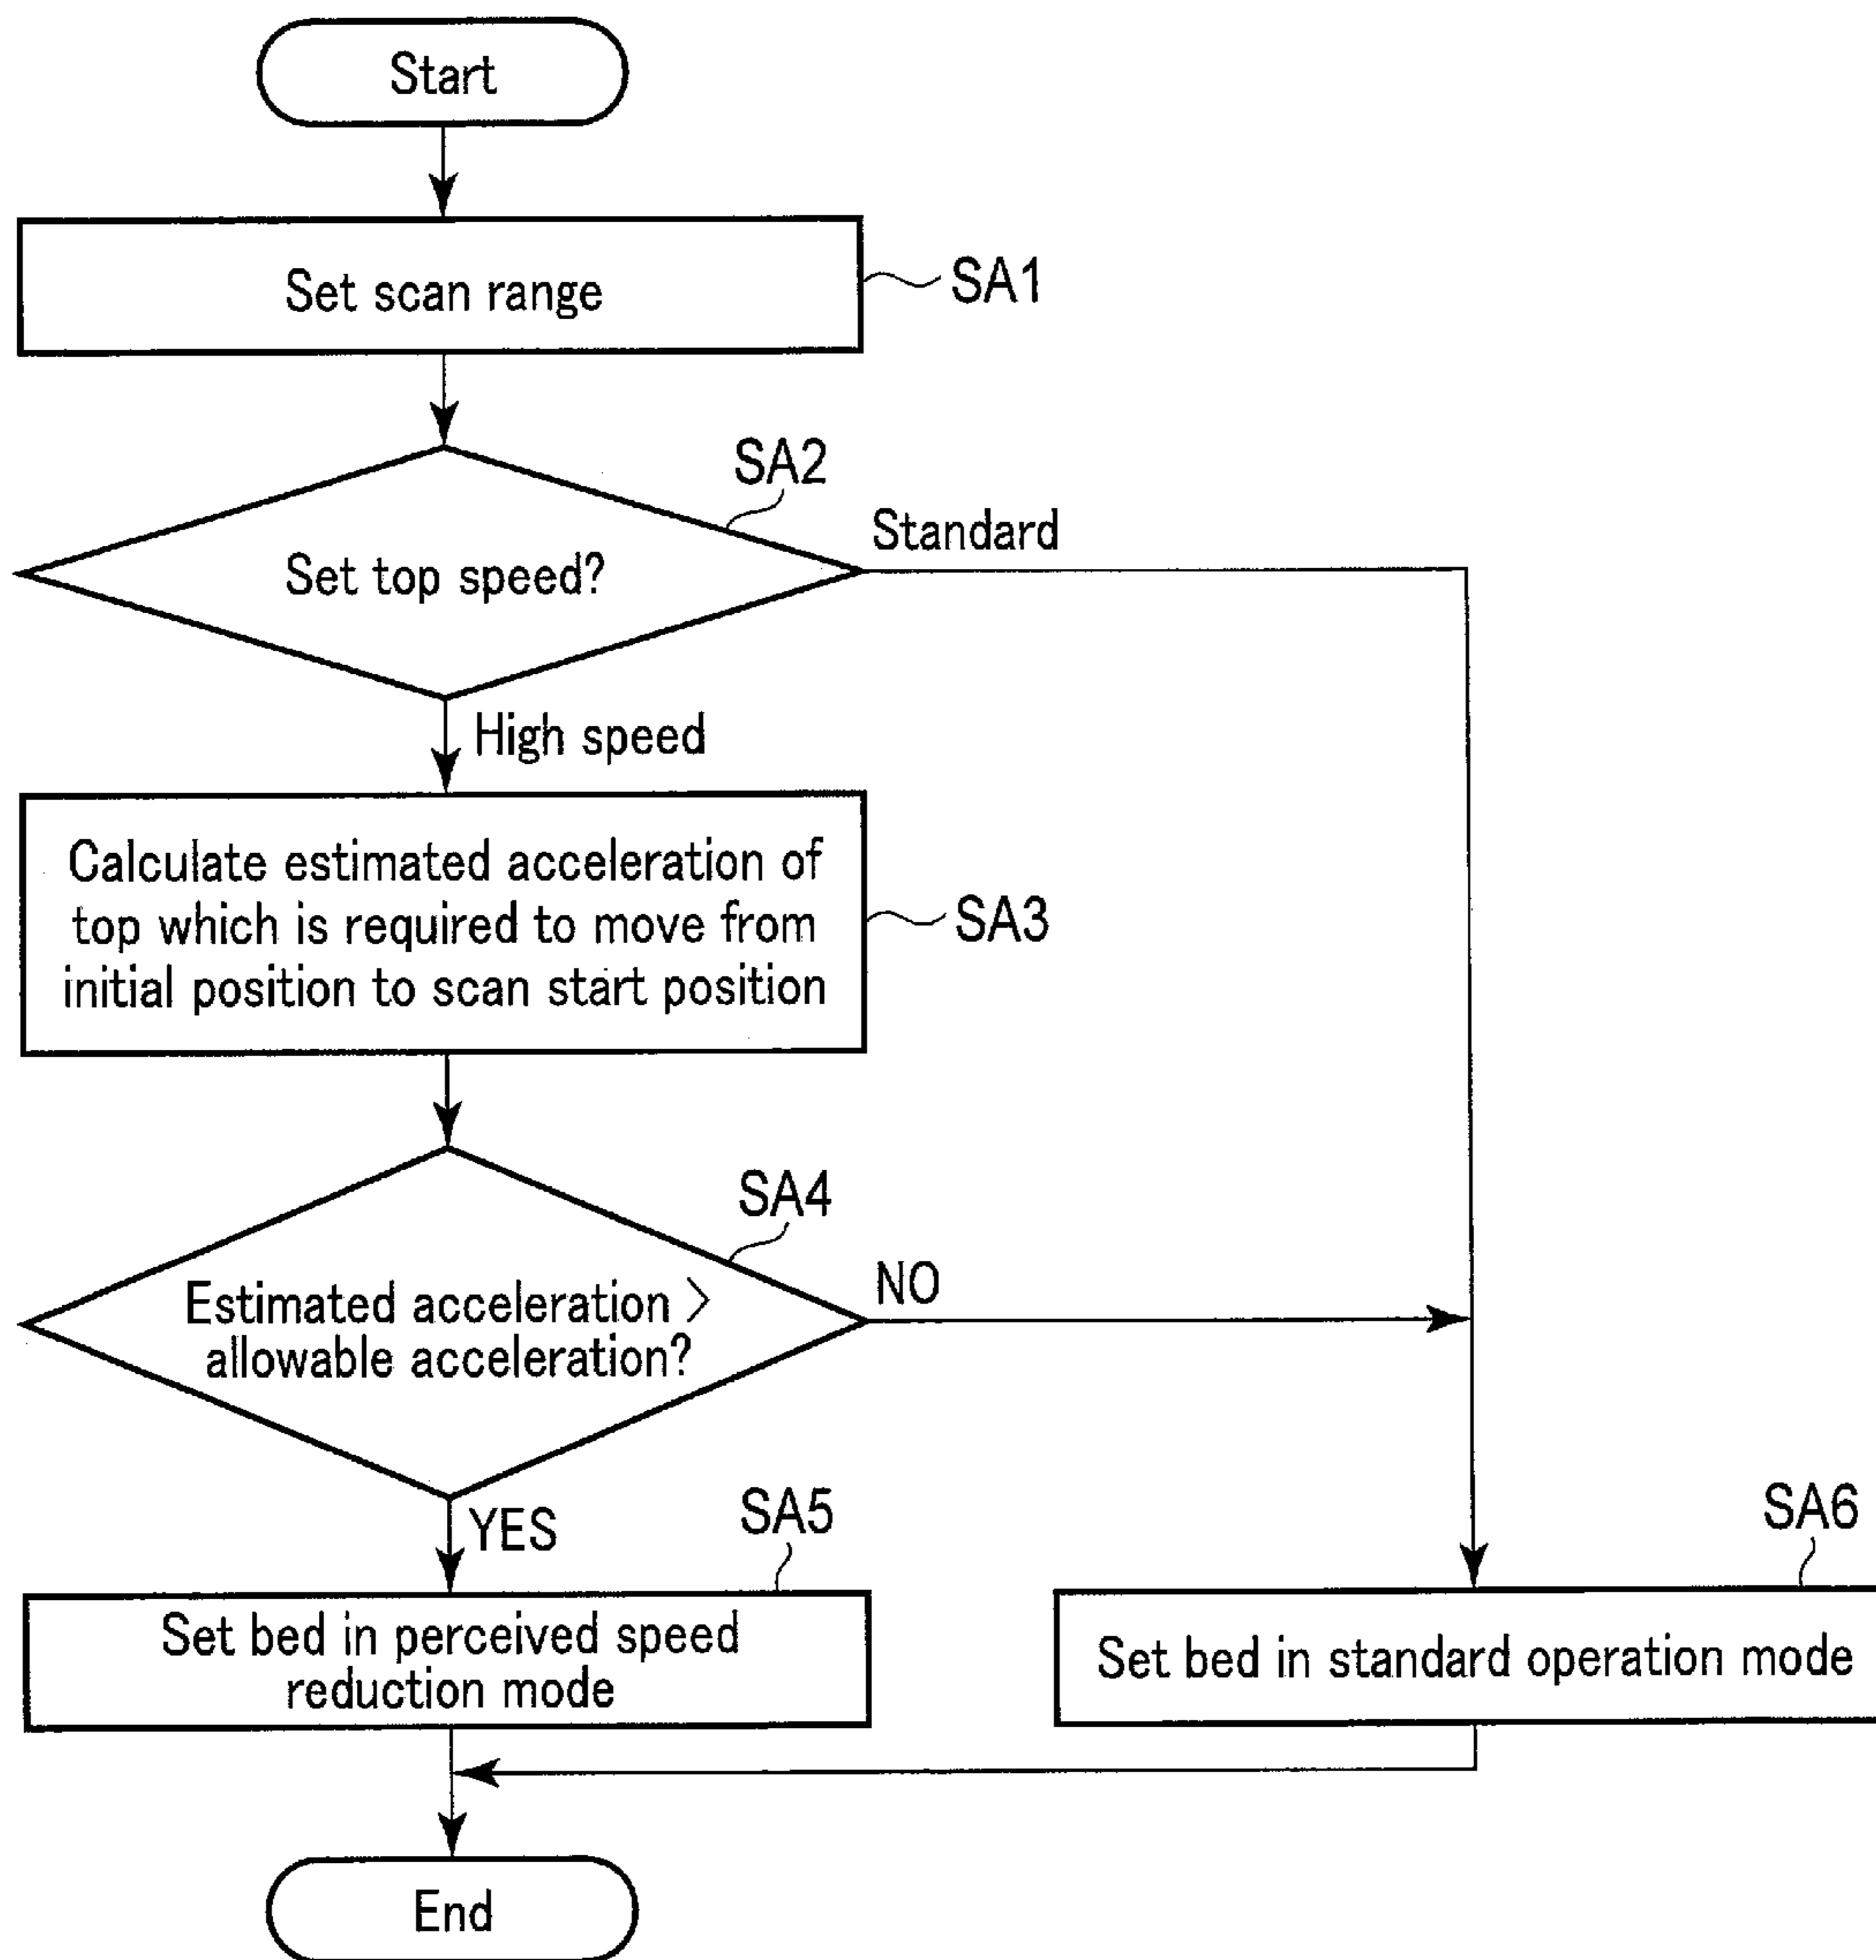 Start
Set scan range
SA1
SA2
Standard
Set top speed?
High speed
Calculate estimated acceleration of
top which is required to move from
initial position to scan start position
SA3
SA4
NO
Estimated acceleration >
allowable acceleration?
YES
SA5
SA6
Set bed in perceived speed
reduction mode
Set bed in standard operation mode
End